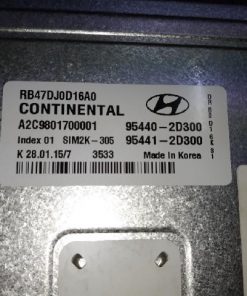 RB47DJ0D16A0
CONTINENTAL
A2C9801700001 95440-2D300
Index 01 SIM2K-305 95441-2D300
K 28.01.15/7 3533 Made in Korea